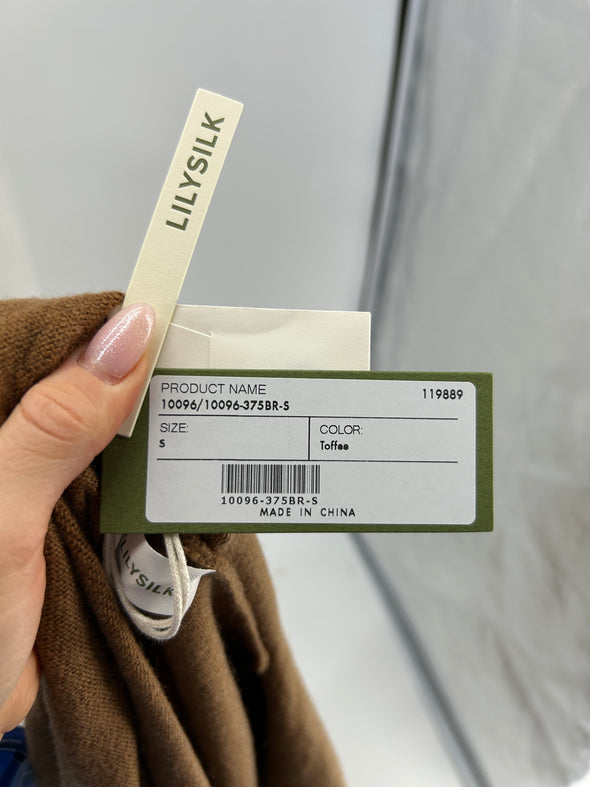 LILYSILK
PRODUCT NAME
119889
10096/10096-375BR-S
SIZE:
S
COLOR:
Toffee
10096-375BR-S
MADE IN CHINA
LILYSILK